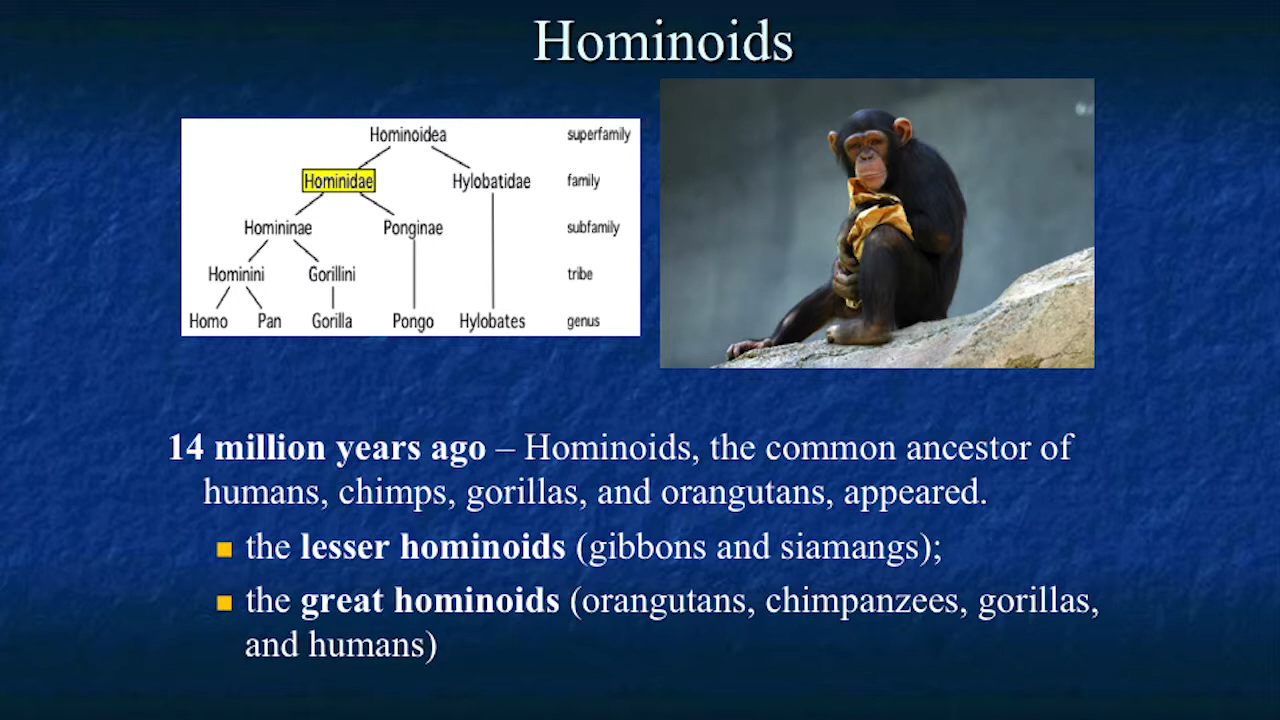 Hominoids
Hominoidea superfamily
Hominidae Hylobatidae family
Homininae Ponginae subfamily
Hominini Gorillini tribe
Homo Pan Gorilla Pongo Hylobates genus
14 million years ago – Hominoids, the common ancestor of
humans, chimps, gorillas, and orangutans, appeared.
the lesser hominoids (gibbons and siamangs);
the great hominoids (orangutans, chimpanzees, gorillas,
and humans)